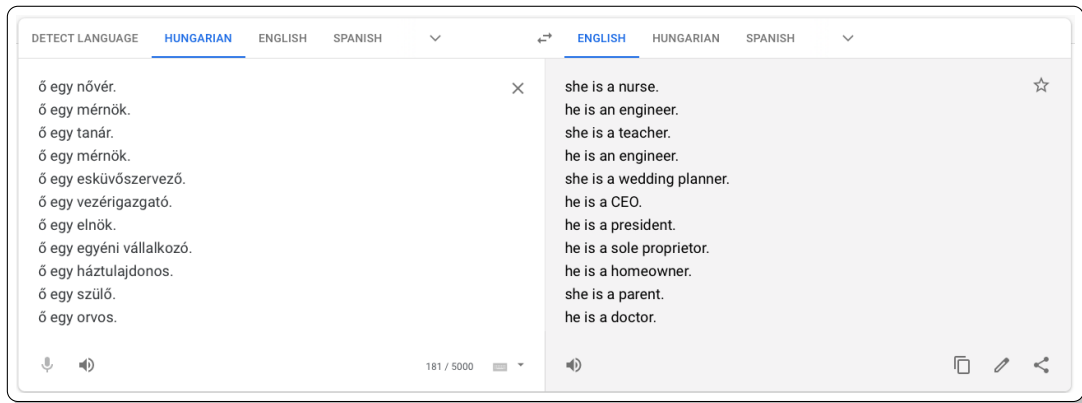 DETECT LANGUAGE HUNGARIAN ENGLISH SPANISH
ENGLISH HUNGARIAN SPANISH
ő egy nővér.
ő egy mérnök.
ő egy tanár.
ő egy mérnök.
ő egy esküvőszervező.
ő egy vezérigazgató.
ő egy elnök.
ő egy egyéni vállalkozó.
ő egy háztulajdonos.
ő egy szülő.
ő egy orvos.
181 / 5000
she is a nurse.
he is an engineer.
she is a teacher.
he is an engineer.
she is a wedding planner.
he is a CEO.
he is a president.
he is a sole proprietor.
he is a homeowner.
she is a parent.
he is a doctor.